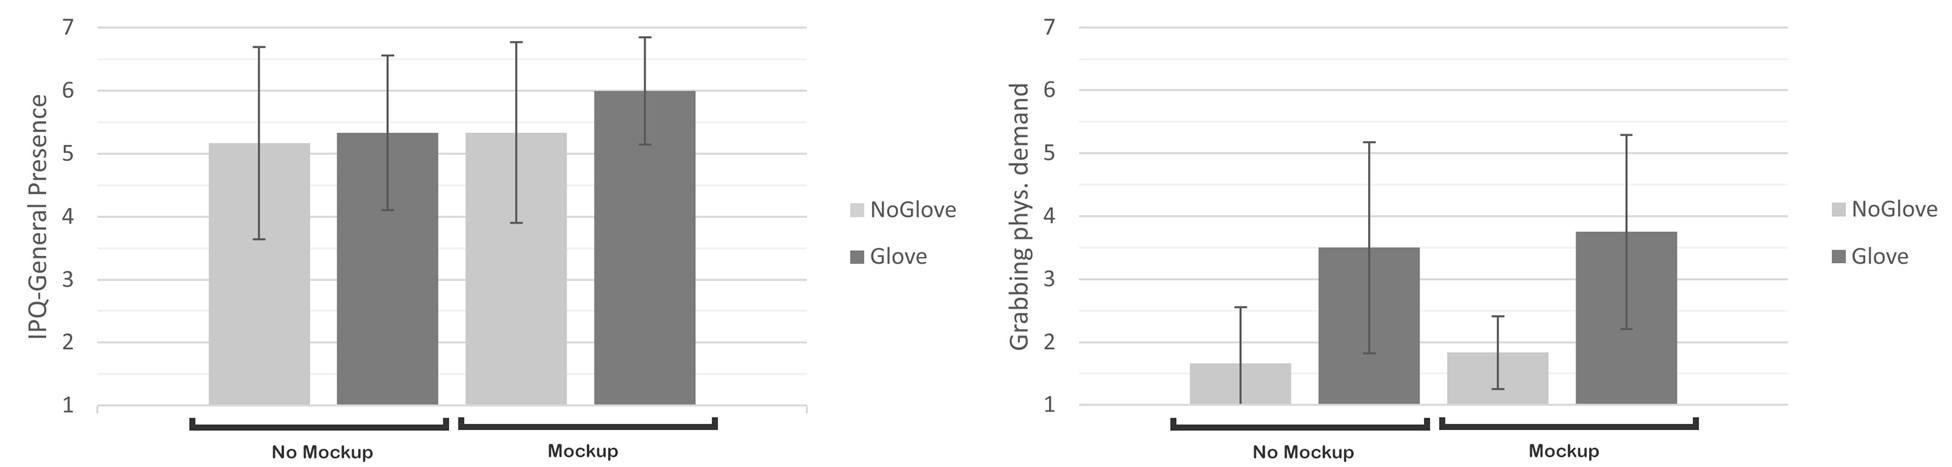 IPQ-General Presence
7
6
5
4
3
2
1
No Mockup
Mockup
NoGlove
Glove
Grabbing phys. demand
7
6
5
4
3
2
1
No Mockup
Mockup
NoGlove
Glove